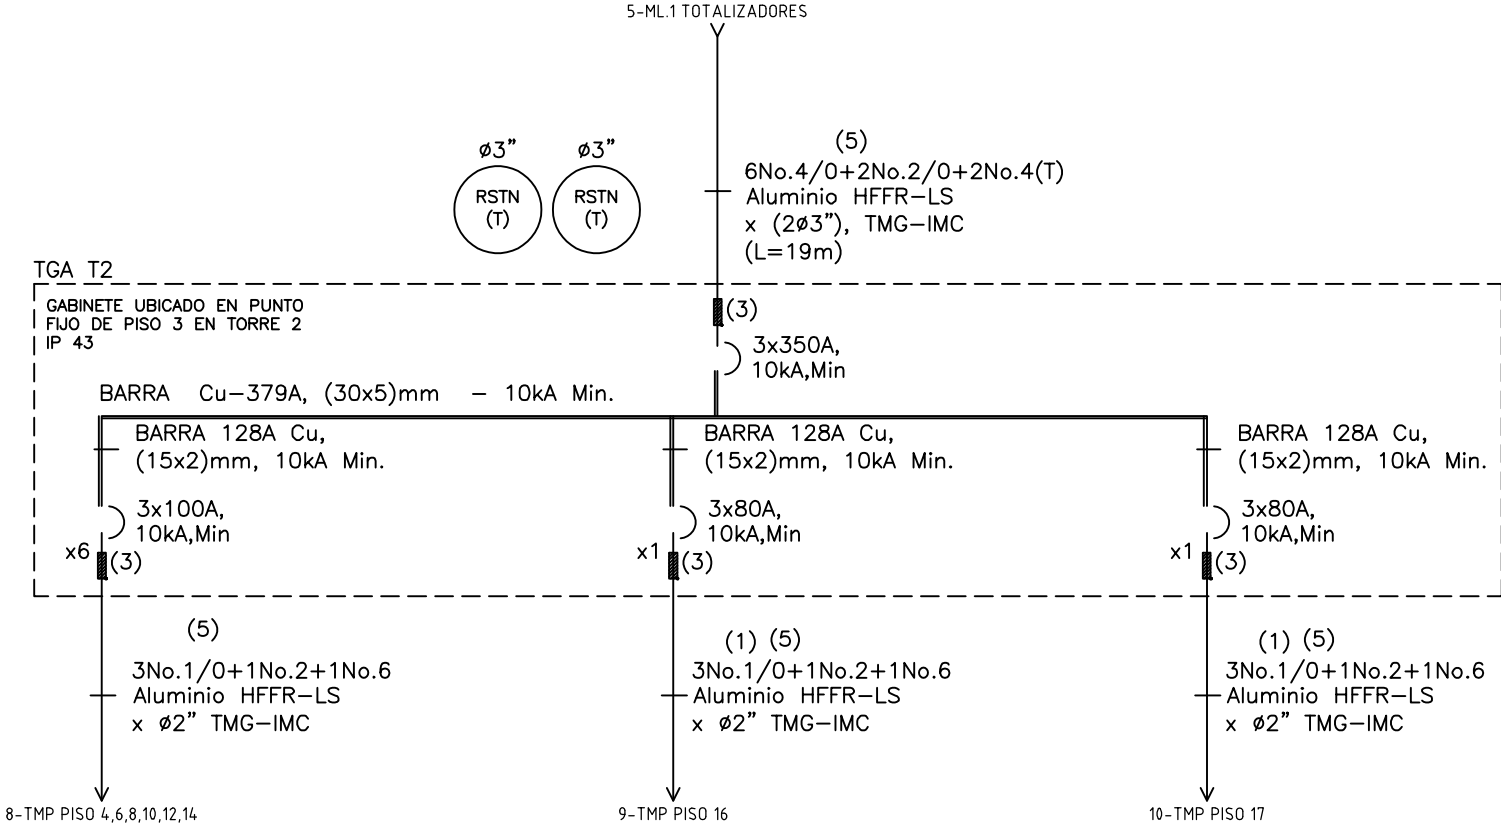 5-ML.1 TOTALIZADORES
ø3” ø3”
RSTN
(T)
RSTN
(T)
(5)
6No.4/0+2No.2/0+2No.4(T)
Aluminio HFFR-LS
x (2ø3”), TMG-IMC
(L=19m)
TGA T2
GABINETE UBICADO EN PUNTO
FIJO DE PISO 3 EN TORRE 2
IP 43
(3)
3x350A,
10kA,Min
BARRA Cu-379A, (30x5)mm - 10kA Min.
BARRA 128A Cu,
(15x2)mm, 10kA Min.
3x100A,
10kA,Min
x6 (3)
BARRA 128A Cu,
(15x2)mm, 10kA Min.
3x80A,
10kA,Min
x1 (3)
BARRA 128A Cu,
(15x2)mm, 10kA Min.
3x80A,
10kA,Min
x1 (3)
(5)
3No.1/0+1No.2+1No.6
Aluminio HFFR-LS
x ø2” TMG-IMC
8-TMP PISO 4,6,8,10,12,14
(1) (5)
3No.1/0+1No.2+1No.6
Aluminio HFFR-LS
x ø2” TMG-IMC
9-TMP PISO 16
(1) (5)
3No.1/0+1No.2+1No.6
Aluminio HFFR-LS
x ø2” TMG-IMC
10-TMP PISO 17